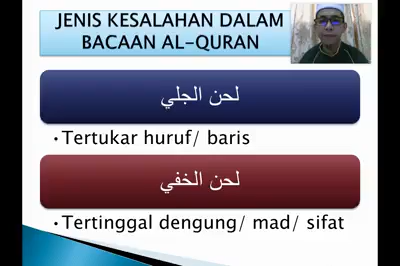 JENIS KESALAHAN DALAM
BACAAN AL-QURAN
لحن الجلي
• Tertukar huruf/ baris
لحن الخفي
• Tertinggal dengung/ mad/ sifat